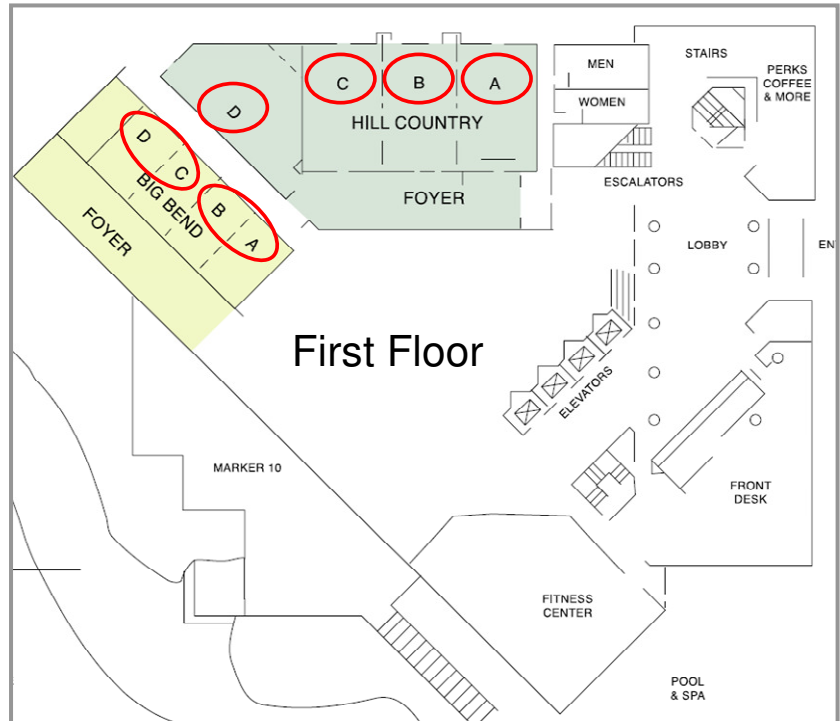 STAIRS
MEN
PERKS
COFFEE
& MORE
C
B
A
D
WOMEN
HILL COUNTRY
D
C
B
A
BIG BEND
FOYER
ESCALATORS
FOYER
LOBBY
EN
First Floor
ELEVATORS
MARKER 10
FRONT
DESK
FITNESS
CENTER
POOL
& SPA